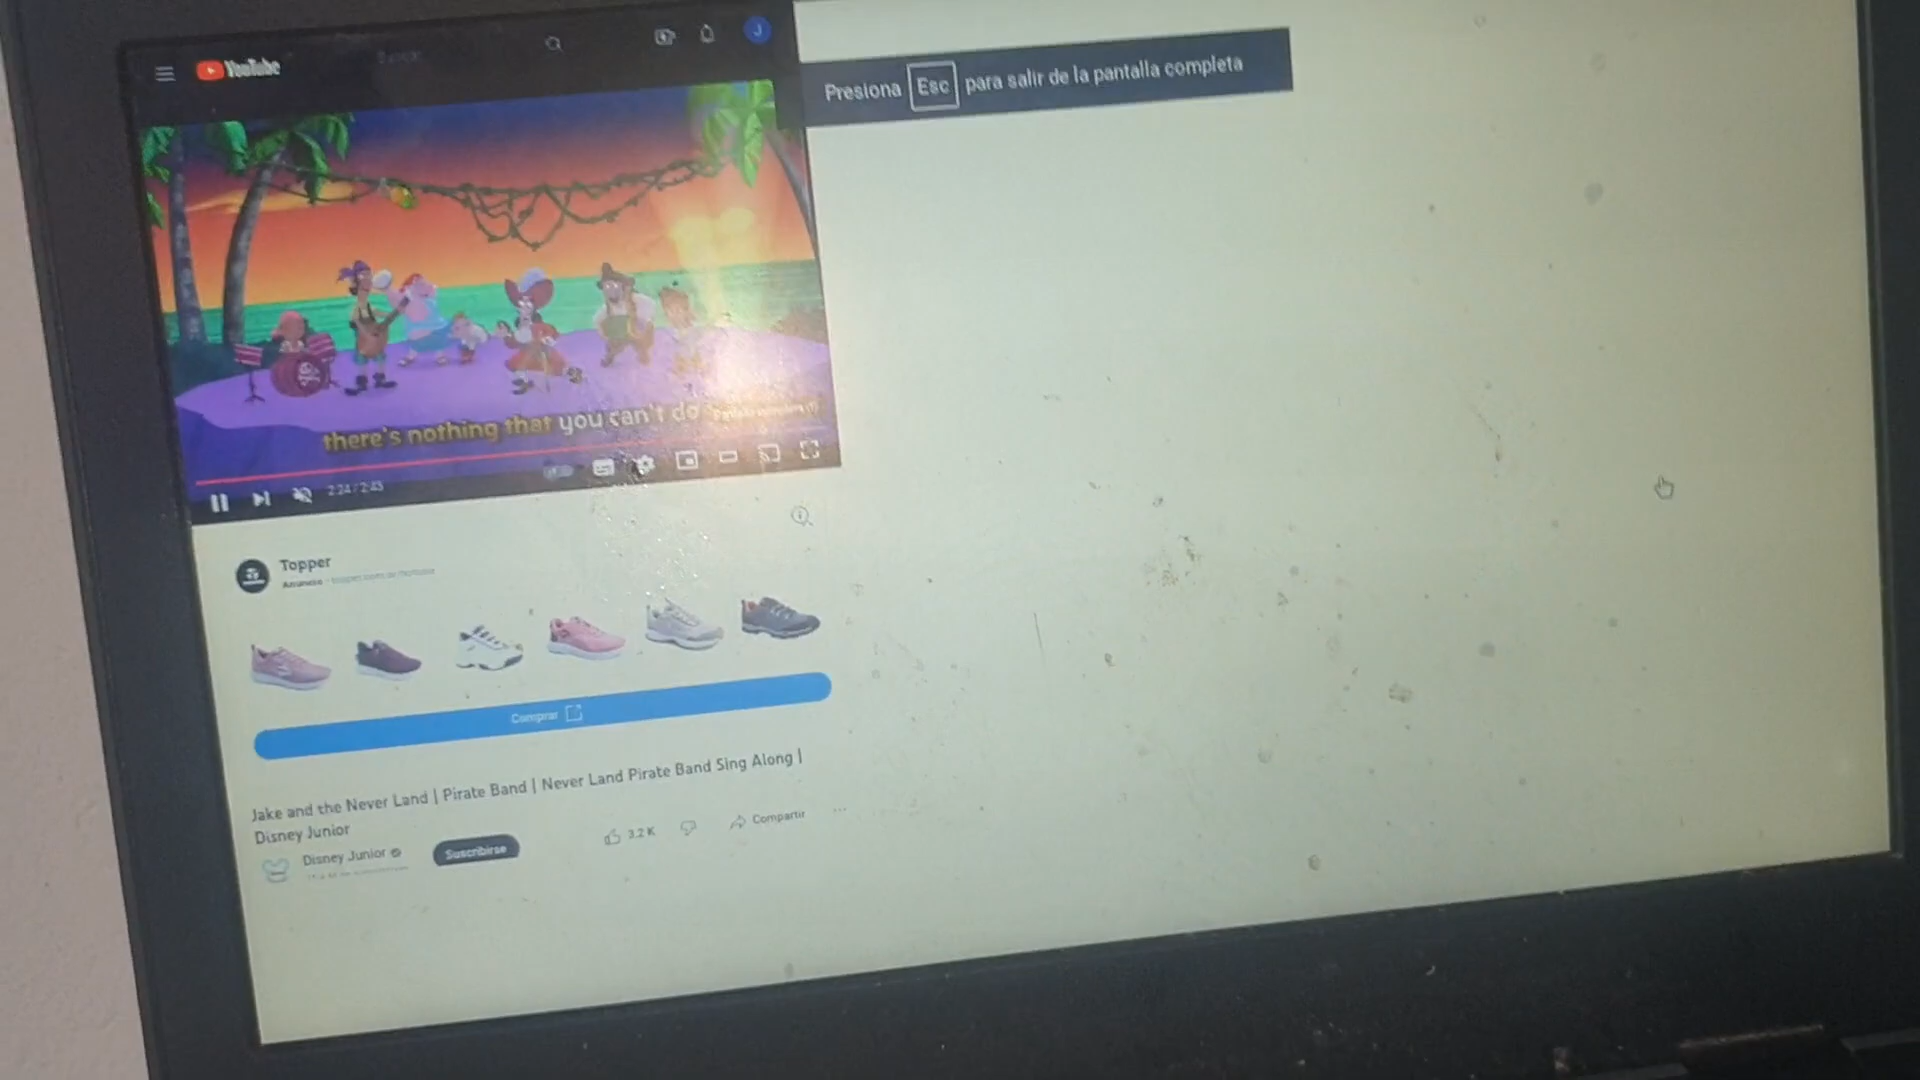 YouTube
J
Presiona Esc para salir de la pantalla completa
there's nothing that you can't do
2:24 / 2:43
Topper
Anuncio
Comprar
Jake and the Never Land | Pirate Band | Never Land Pirate Band Sing Along |
Disney Junior
Disney Junior
Suscribirse
3.2 K
Compartir